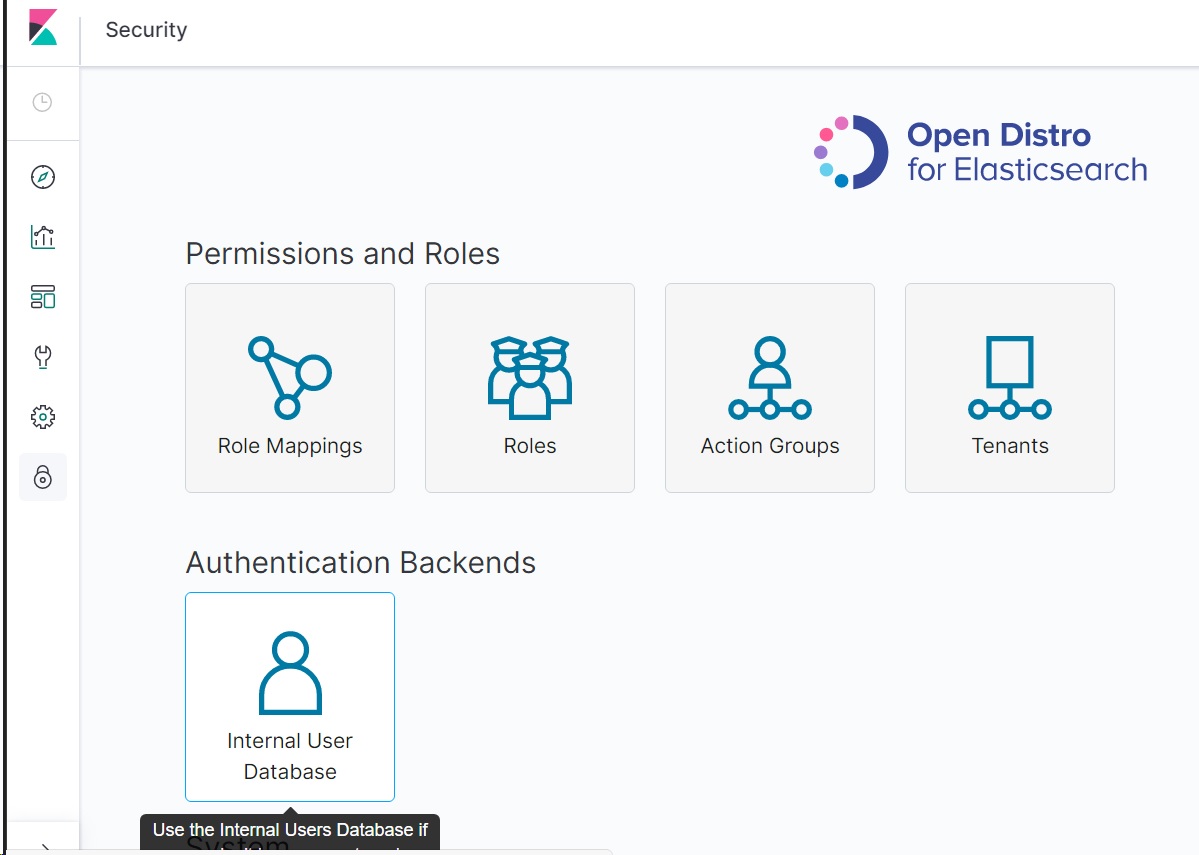 Security
Open Distro
for Elasticsearch
Permissions and Roles
Role Mappings
Roles
Action Groups
Tenants
Authentication Backends
Internal User
Database
Use the Internal Users Database if
System